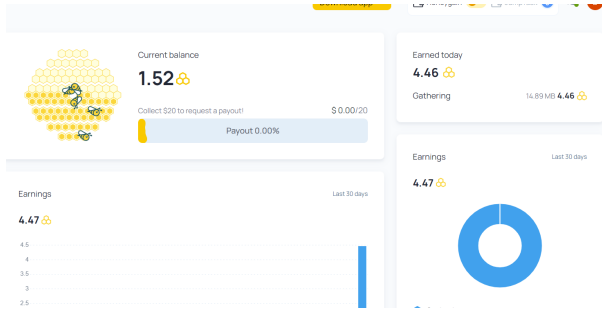 Current balance
1.52
Collect $20 to request a payout!
$ 0.00/20
Payout 0.00%
Earned today
4.46
Gathering
14.89 MB 4.46
Earnings
Last 30 days
4.47
4.5
4
3.5
3
2.5
Earnings
Last 30 days
4.47